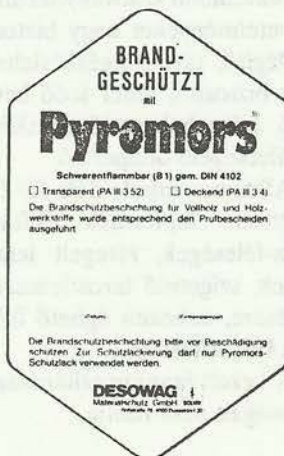 BRAND-
GESCHÜTZT
mit
Pyromors
Schwerentflammbar (B1) gem. DIN 4102
Transparent (PA III 3 52) Deckend (PA III 3 4)
Die Brandschutzbeschichtung für Vollholz und Holz-
werkstoffe wurde entsprechend den Prüfbescheiden
ausgeführt
Die Brandschutzbeschichtung bitte vor Beschädigung
schützen. Zur Schutzlackierung darf nur Pyromors-
Schutzlack verwendet werden.
DESOWAG
Materialschutz GmbH